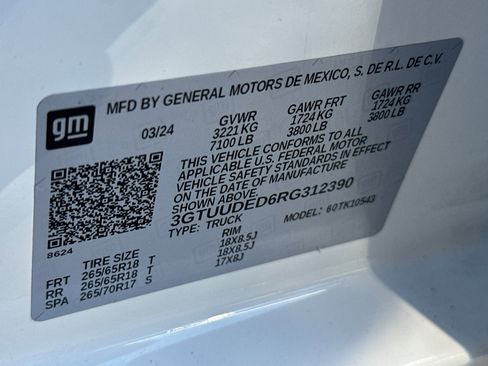 gm
MFD BY GENERAL MOTORS DE MEXICO, S. DE R.L. DE C.V.
03/24 GVWR GAWR FRT GAWR RR
3221 KG 1724 KG 1724 KG
7100 LB 3800 LB 3800 LB
THIS VEHICLE CONFORMS TO ALL
APPLICABLE U.S. FEDERAL MOTOR
VEHICLE SAFETY STANDARDS IN EFFECT
ON THE DATE OF MANUFACTURE
SHOWN ABOVE.
3GTUUDED6RG312390
TYPE: TRUCK MODEL: 60TK10543
8624
TIRE SIZE RIM
FRT 265/65R18 T 18X8.5J
RR 265/65R18 T 18X8.5J
SPA 265/70R17 S 17X8J